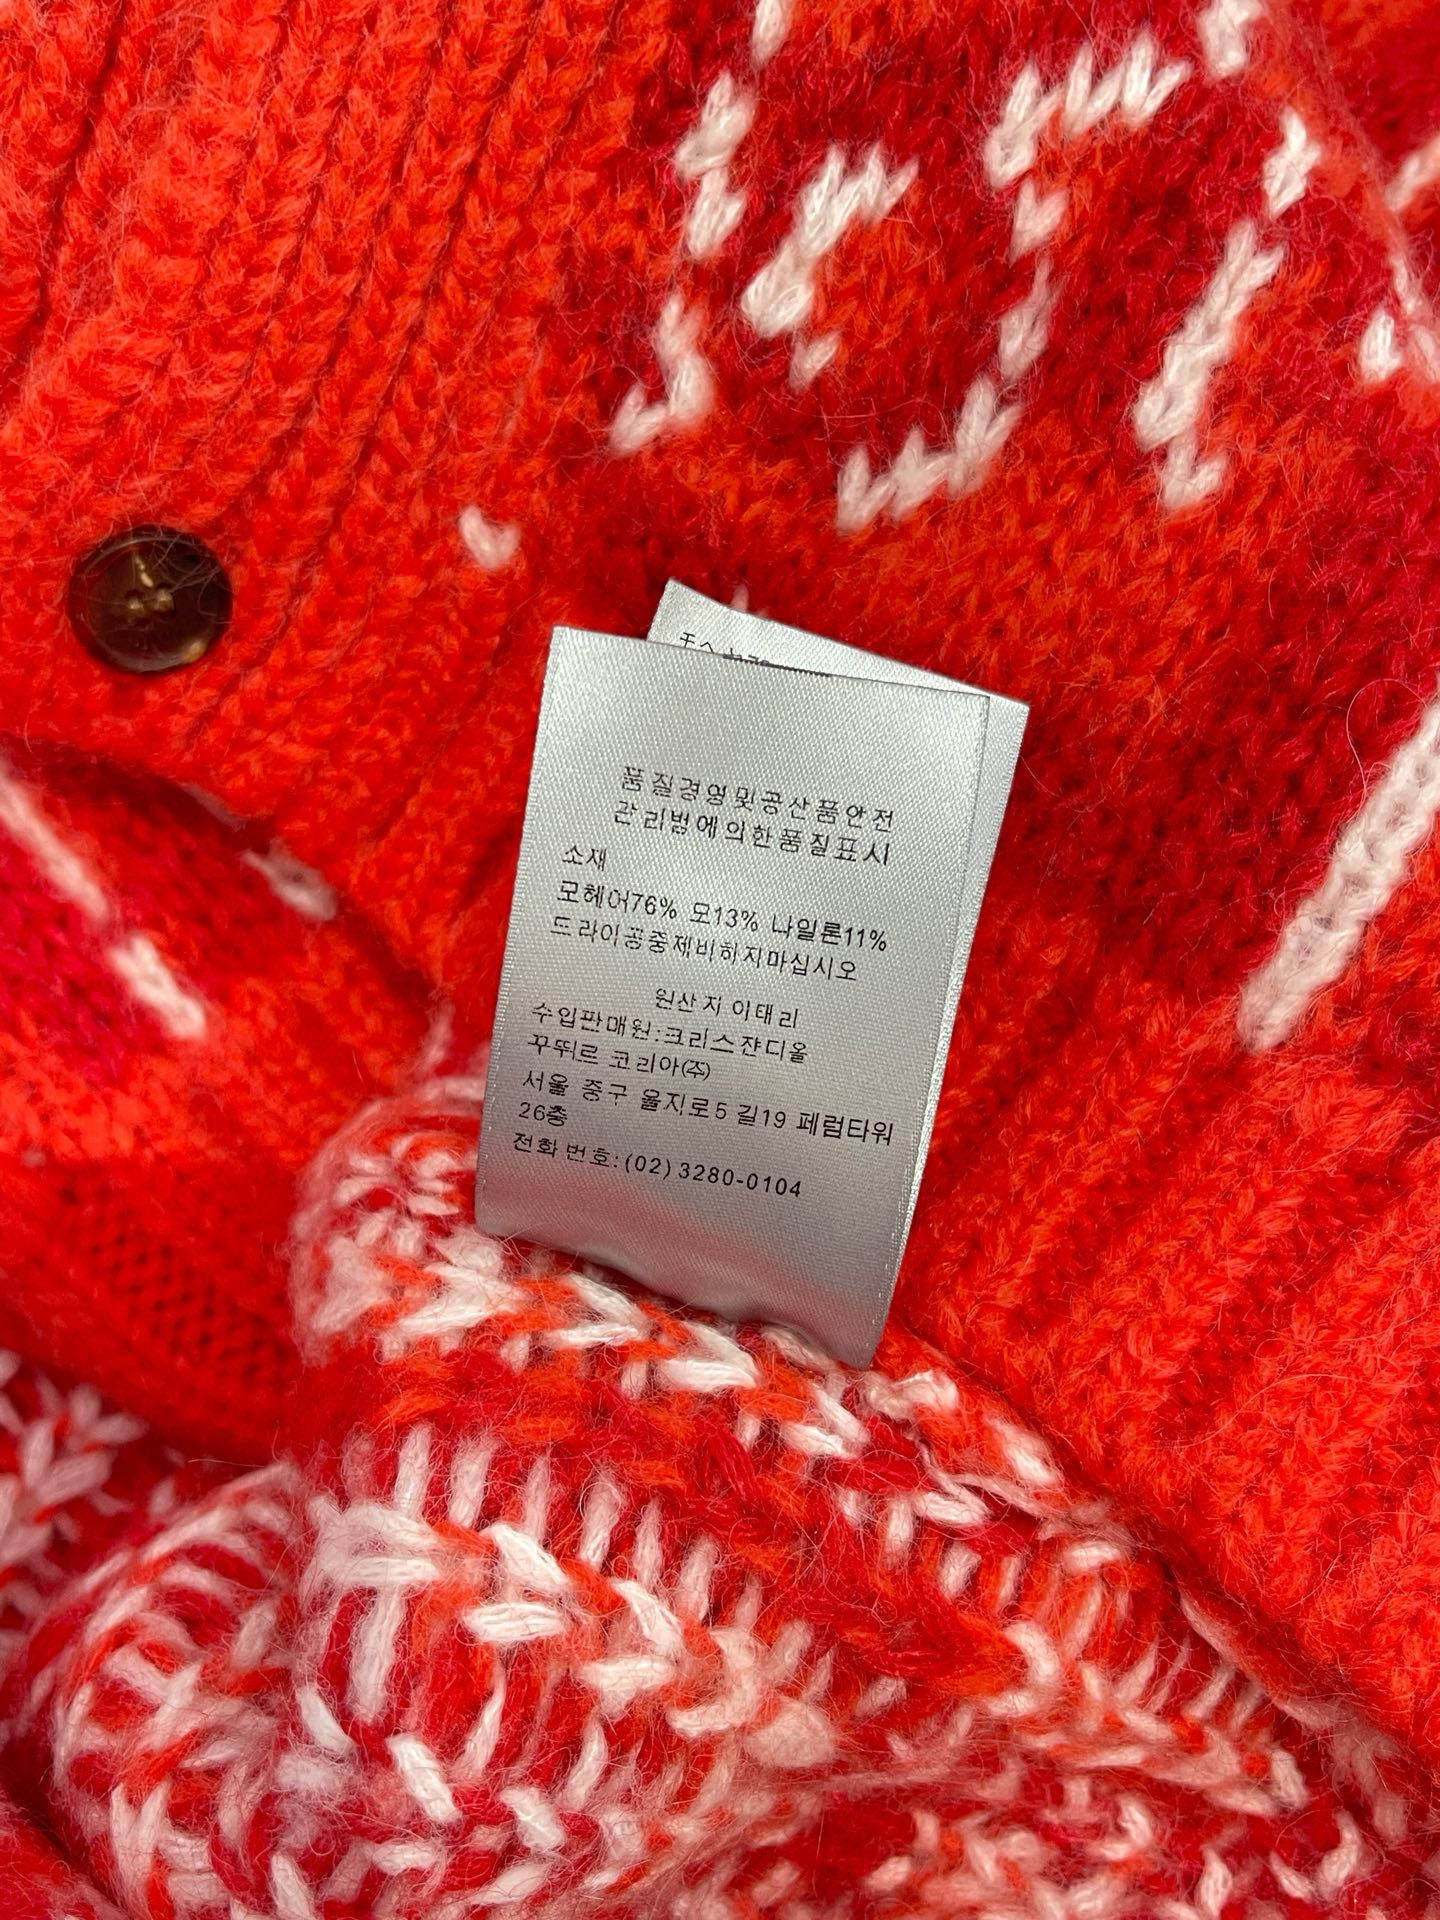 품질경영및공산품안전
관리법에의한품질표시
소재
모헤어76% 모13% 나일론11%
드라이공중제비하지마십시오
원산지 이태리
수입판매원:크리스쟌디올
꾸뛰르 코리아(주)
서울 중구 을지로5길19 페럼타워
26층
전화번호:(02)3280-0104